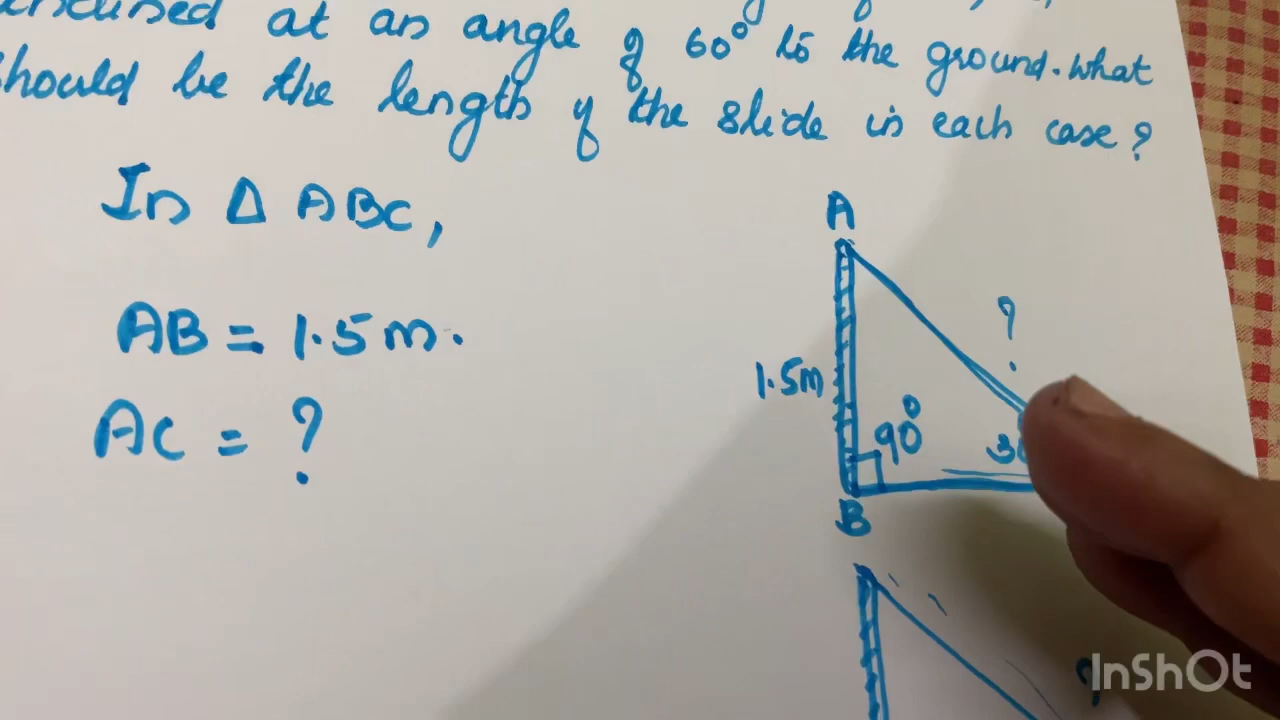 at an angle of 60° to the ground. What
should be the length of the slide in each case?
In Δ ABC,
AB = 1.5m.
AC = ?
A
?
1.5m
90°
B
?
InShOt